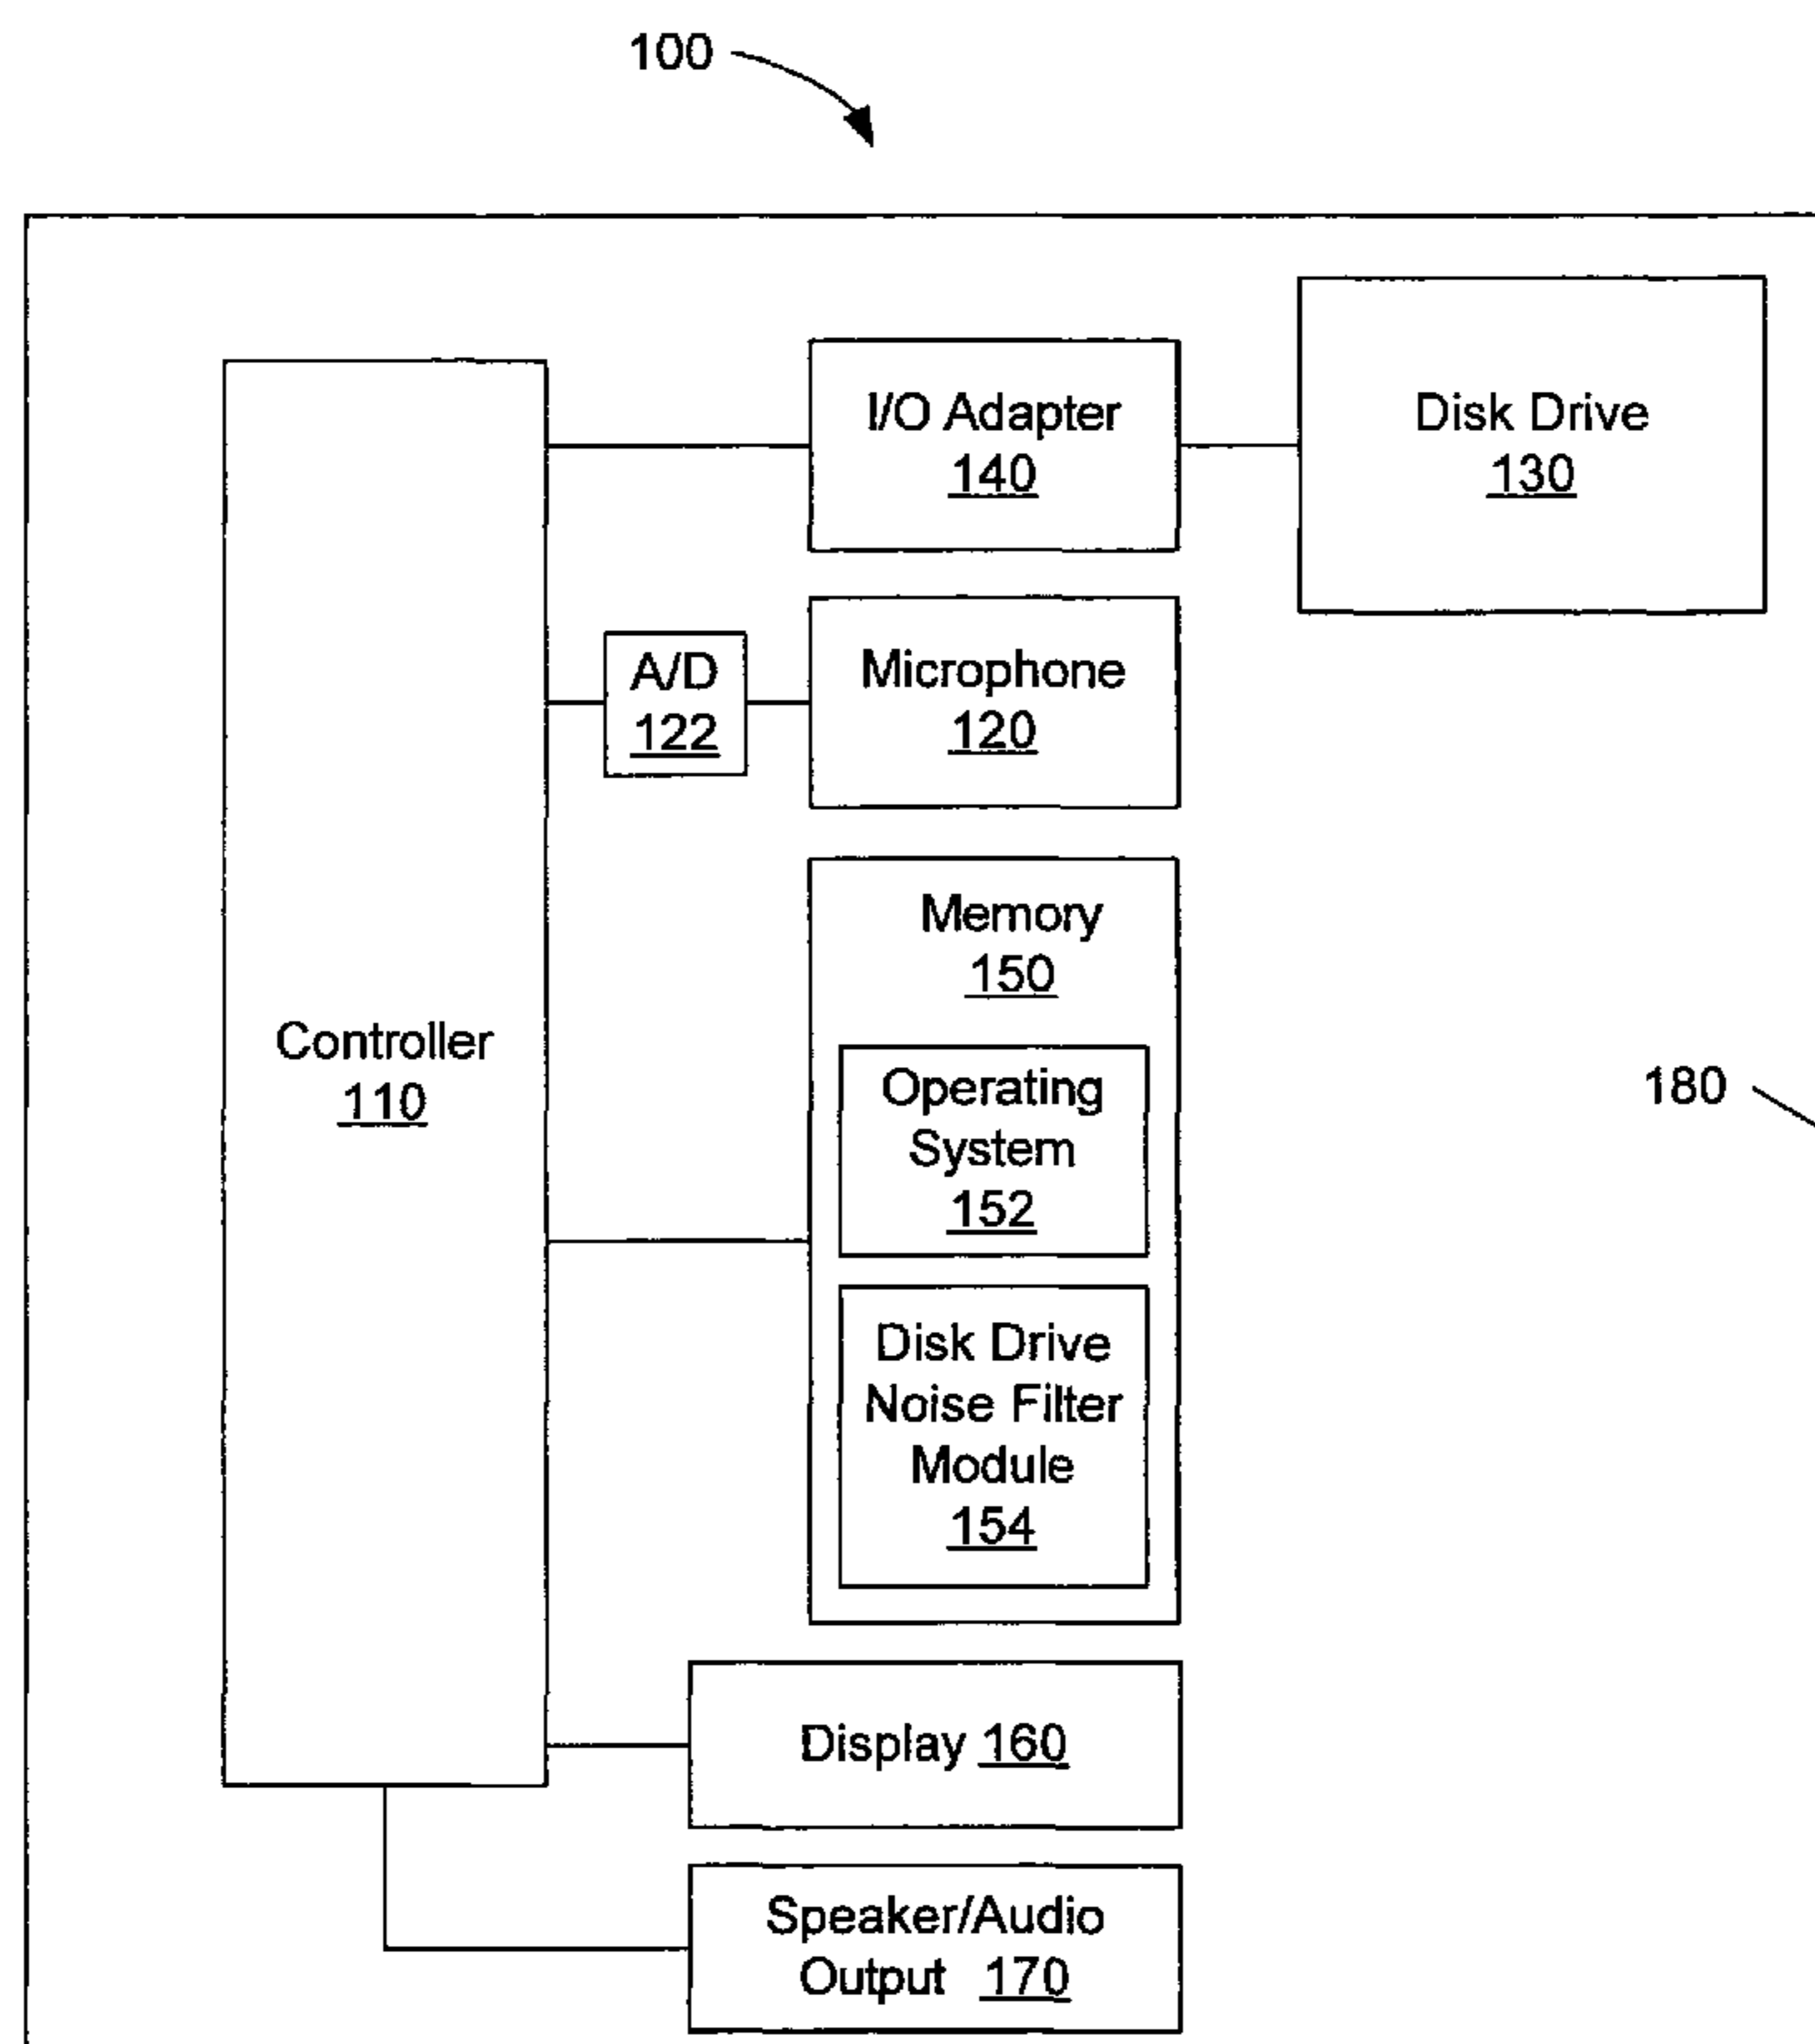 100
I/O Adapter
140
Disk Drive
130
A/D
122
Microphone
120
Memory
150
Controller
110
Operating
System
152
180
Disk Drive
Noise Filter
Module
154
Display 160
Speaker/Audio
Output 170